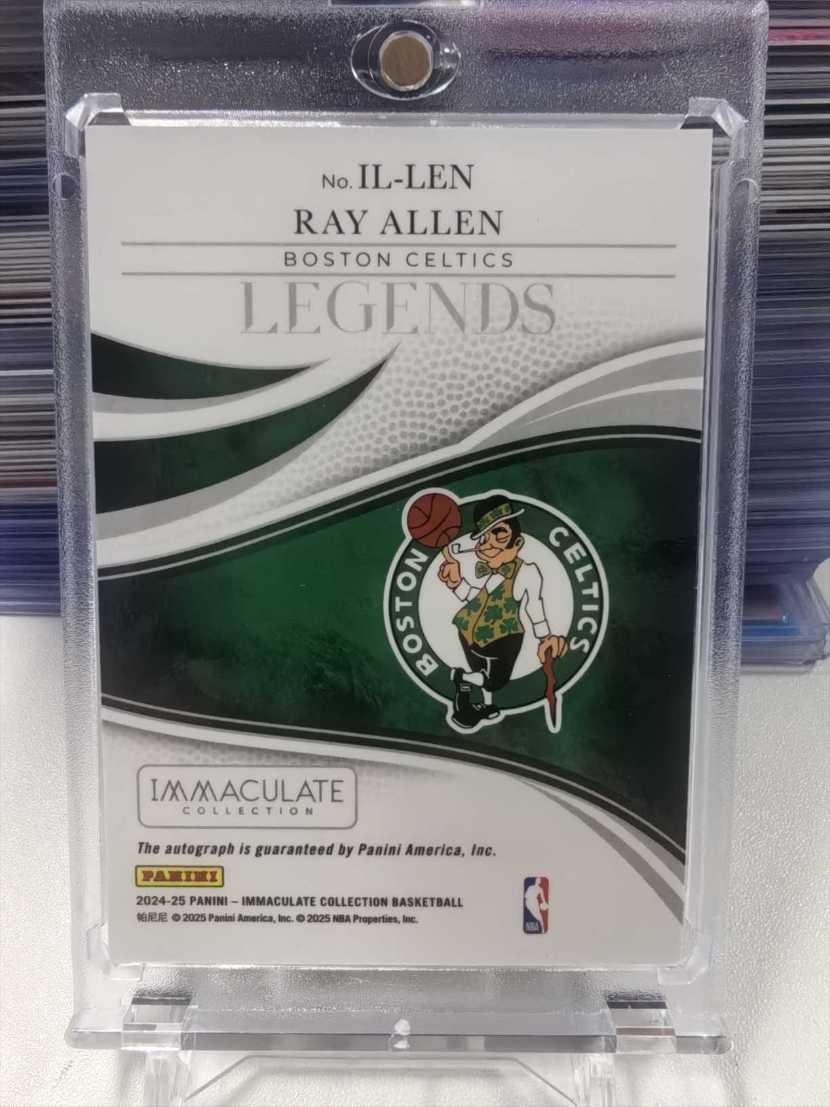 No. IL-LEN
RAY ALLEN
BOSTON CELTICS
LEGENDS
BOSTON CELTICS
IMMACULATE
COLLECTION
The autograph is guaranteed by Panini America, Inc.
PANINI
2024-25 PANINI – IMMACULATE COLLECTION BASKETBALL
帕尼尼 © 2025 Panini America, Inc. © 2025 NBA Properties, Inc.
NBA